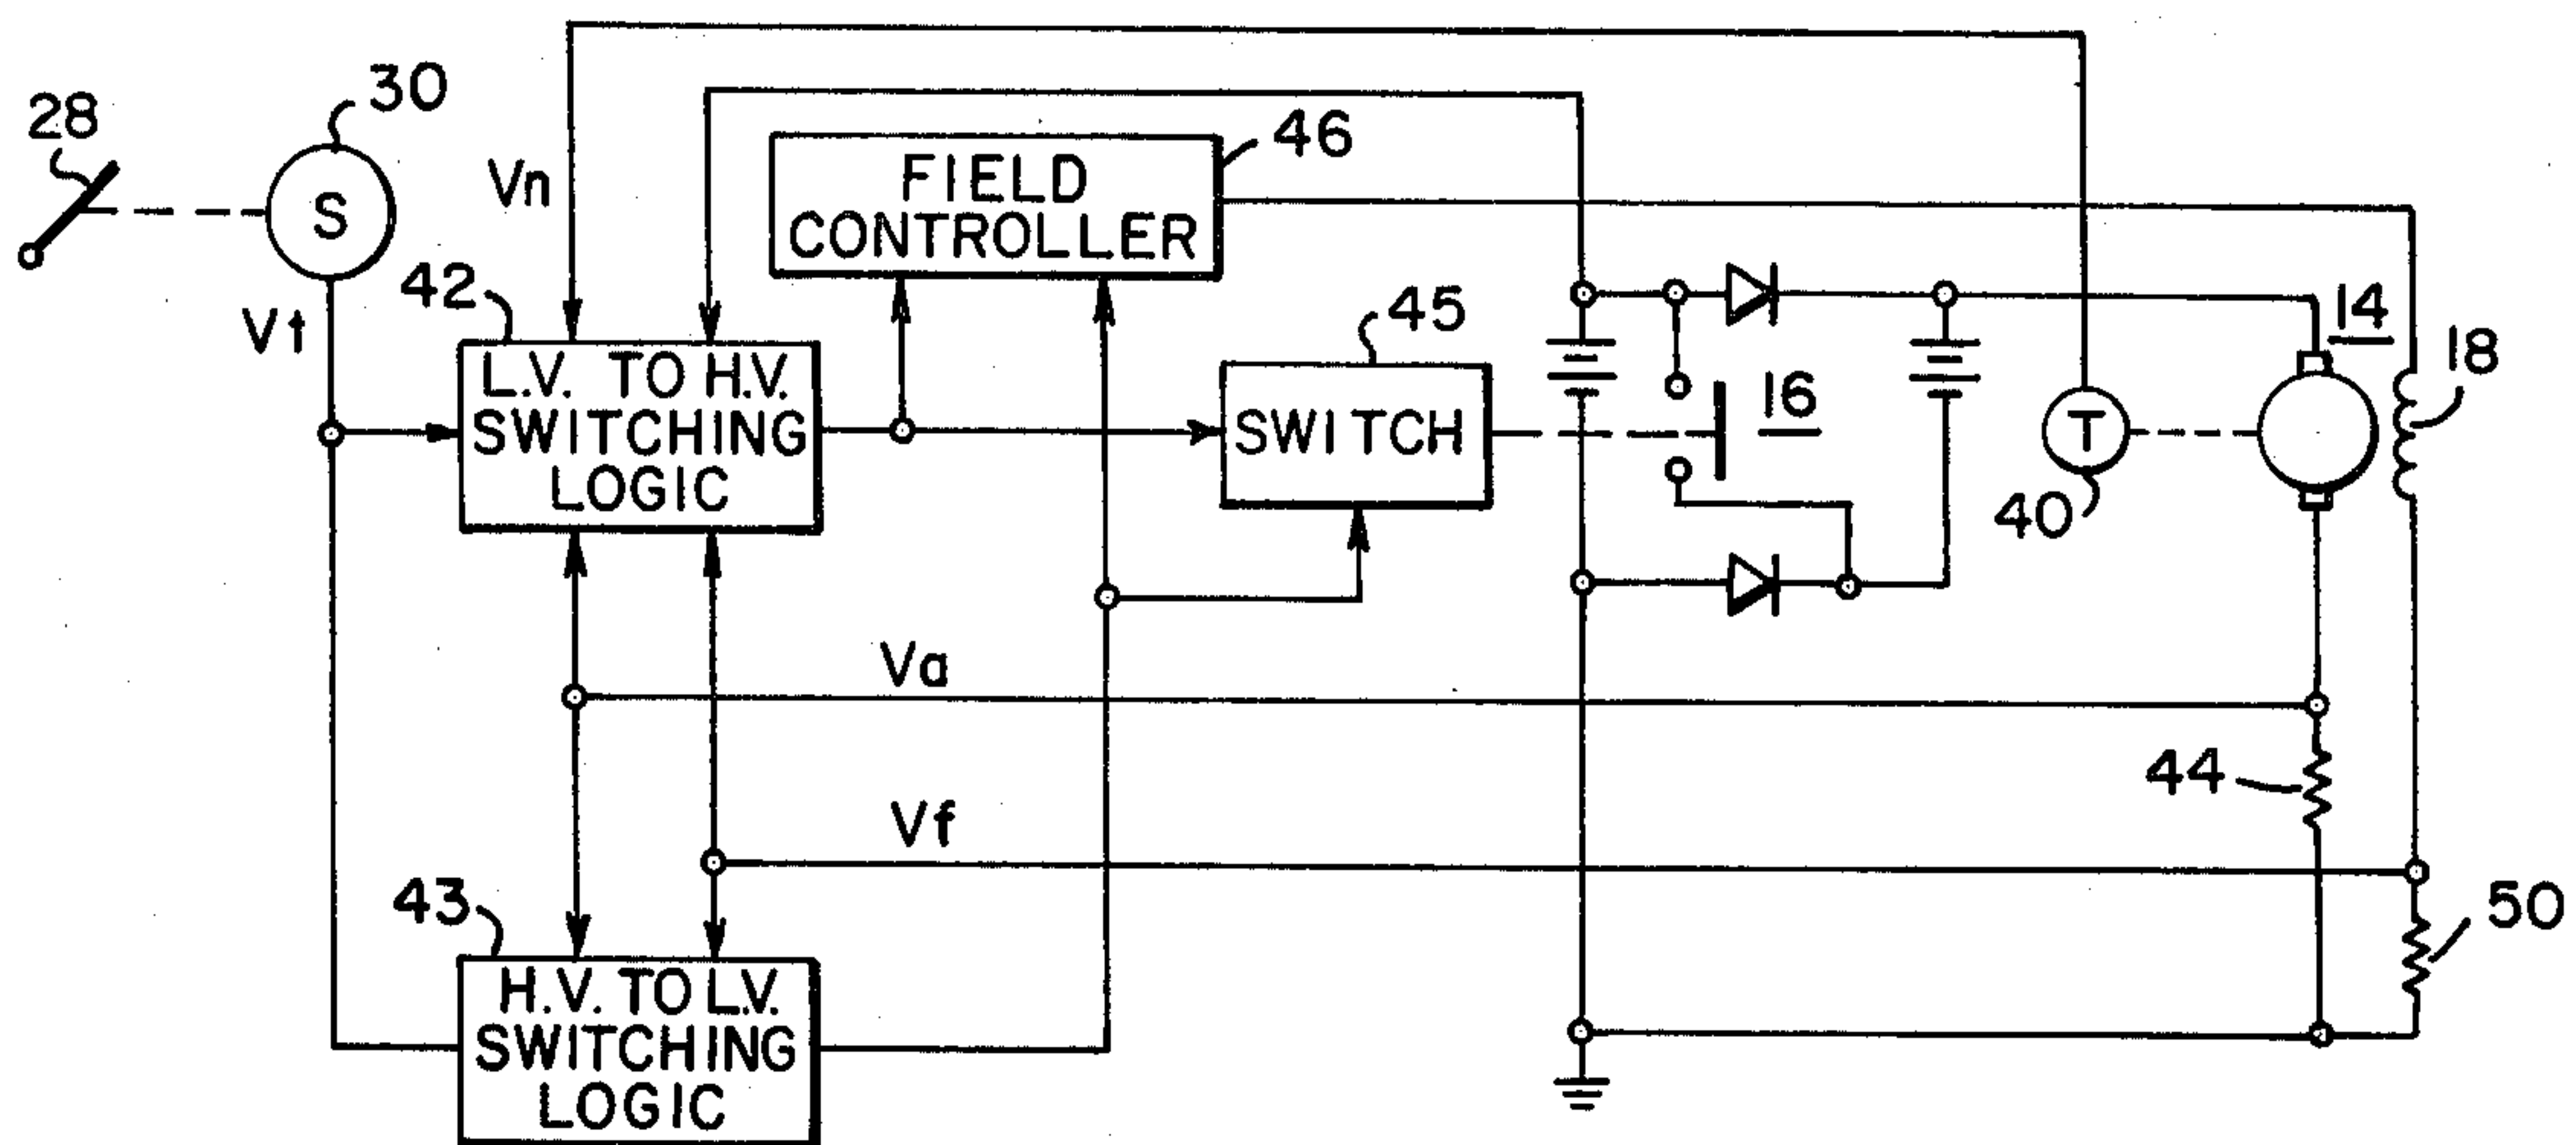 28
30
S
Vt
Vn
42
L.V. TO H.V.
SWITCHING
LOGIC
FIELD
CONTROLLER
46
45
SWITCH
16
14
18
T
40
Va
Vf
44
50
43
H.V. TO L.V.
SWITCHING
LOGIC